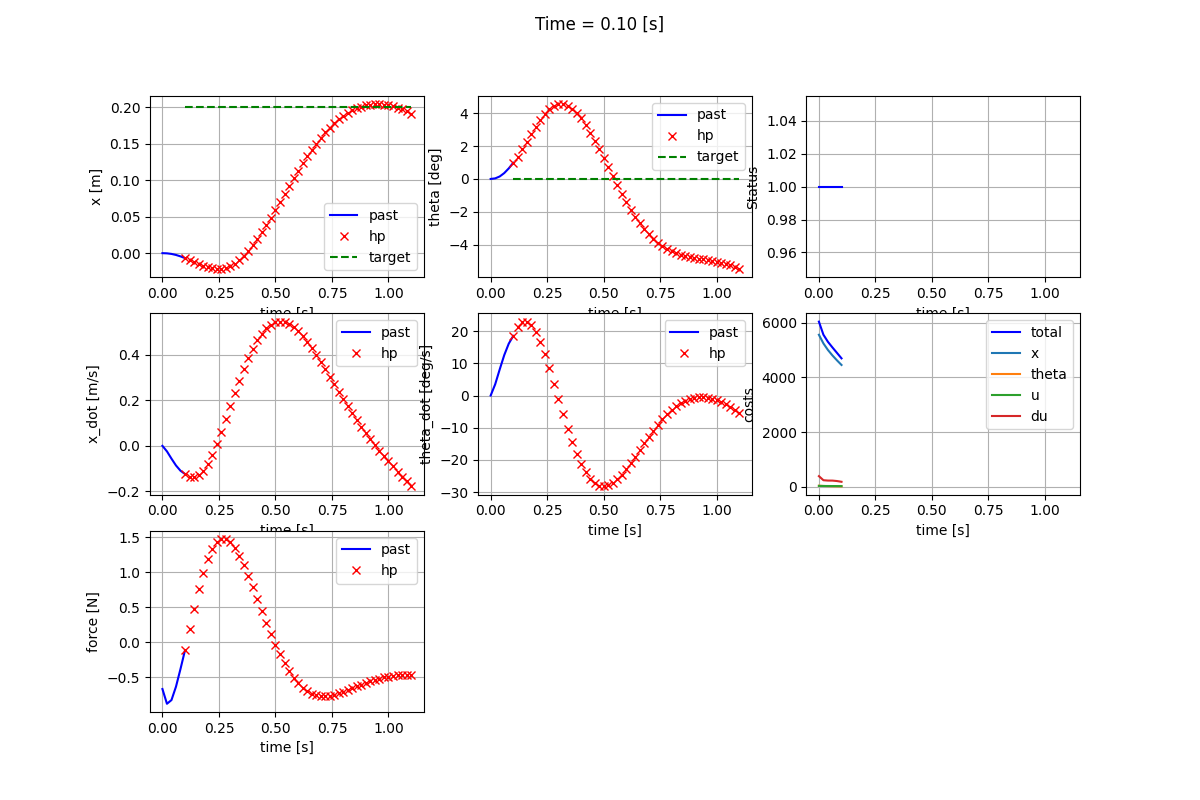 Time = 0.10 [s]
x [m]
0.20
0.15
0.10
0.05
0.00
past
hp
target
0.00 0.25 0.50 0.75 1.00
time [s]
theta [deg]
4
2
0
−2
−4
past
hp
target
0.00 0.25 0.50 0.75 1.00
time [s]
Status
1.04
1.02
1.00
0.98
0.96
0.00 0.25 0.50 0.75 1.00
time [s]
x_dot [m/s]
0.4
0.2
0.0
−0.2
past
hp
0.00 0.25 0.50 0.75 1.00
time [s]
theta_dot [deg/s]
20
10
0
−10
−20
−30
past
hp
0.00 0.25 0.50 0.75 1.00
time [s]
costs
6000
4000
2000
0
total
x
theta
u
du
0.00 0.25 0.50 0.75 1.00
time [s]
force [N]
1.5
1.0
0.5
0.0
−0.5
past
hp
0.00 0.25 0.50 0.75 1.00
time [s]